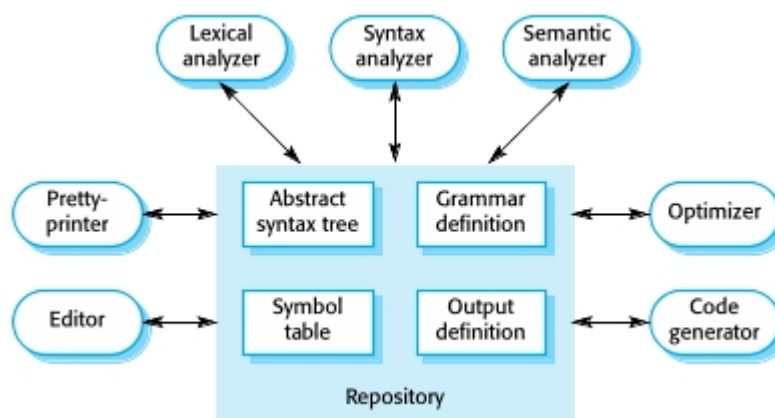 Lexical
analyzer
Syntax
analyzer
Semantic
analyzer
Pretty-
printer
Abstract
syntax tree
Grammar
definition
Optimizer
Editor
Symbol
table
Output
definition
Code
generator
Repository